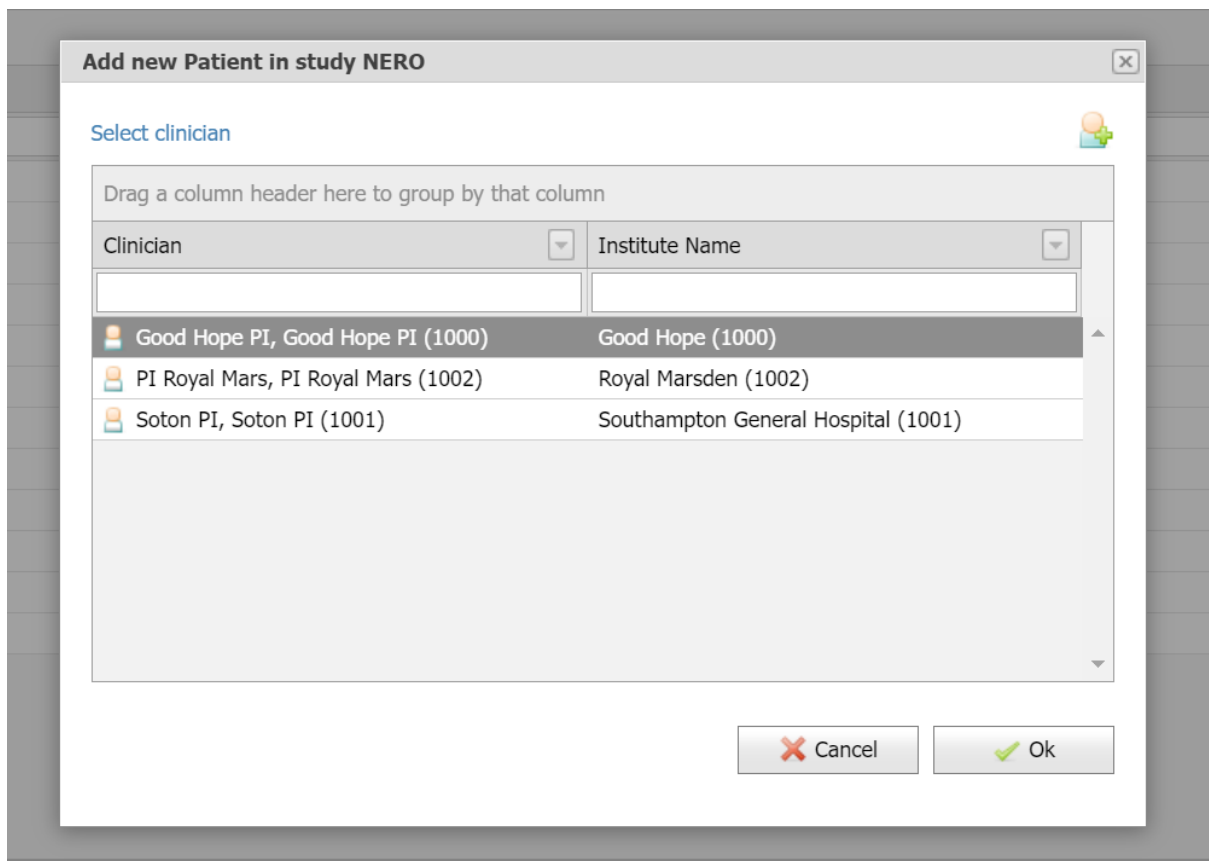 Add new Patient in study NERO
Select clinician
Drag a column header here to group by that column
Clinician Institute Name
Good Hope PI, Good Hope PI (1000) Good Hope (1000)
PI Royal Mars, PI Royal Mars (1002) Royal Marsden (1002)
Soton PI, Soton PI (1001) Southampton General Hospital (1001)
Cancel Ok